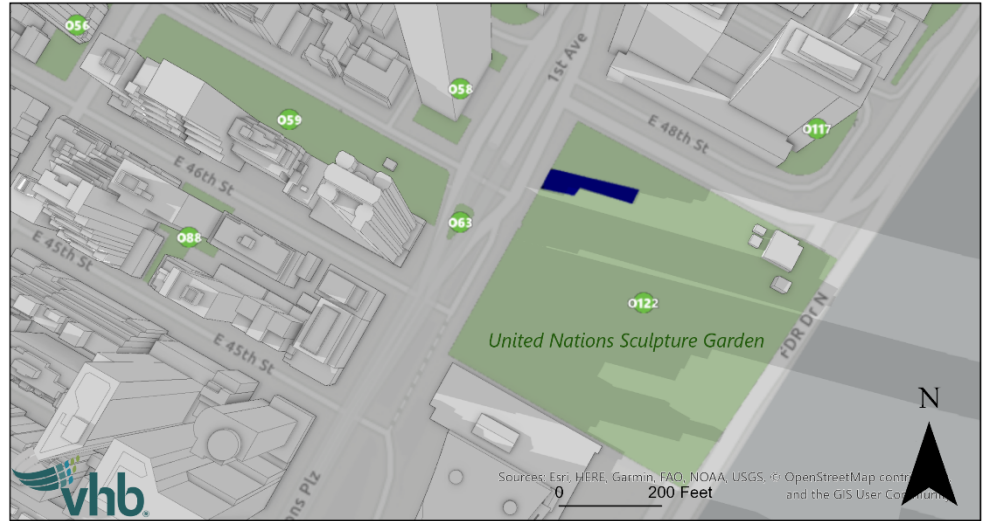 O56
1st Ave
O58
O59
O117
E 48th St
E 46th St
O63
O88
E 45th St
O122
United Nations Sculpture Garden
FDR Dr N
E 45th St
N
Sources: Esri, HERE, Garmin, FAO, NOAA, USGS, © OpenStreetMap contr
0 200 Feet
and the GIS User
vhb
ons Plz